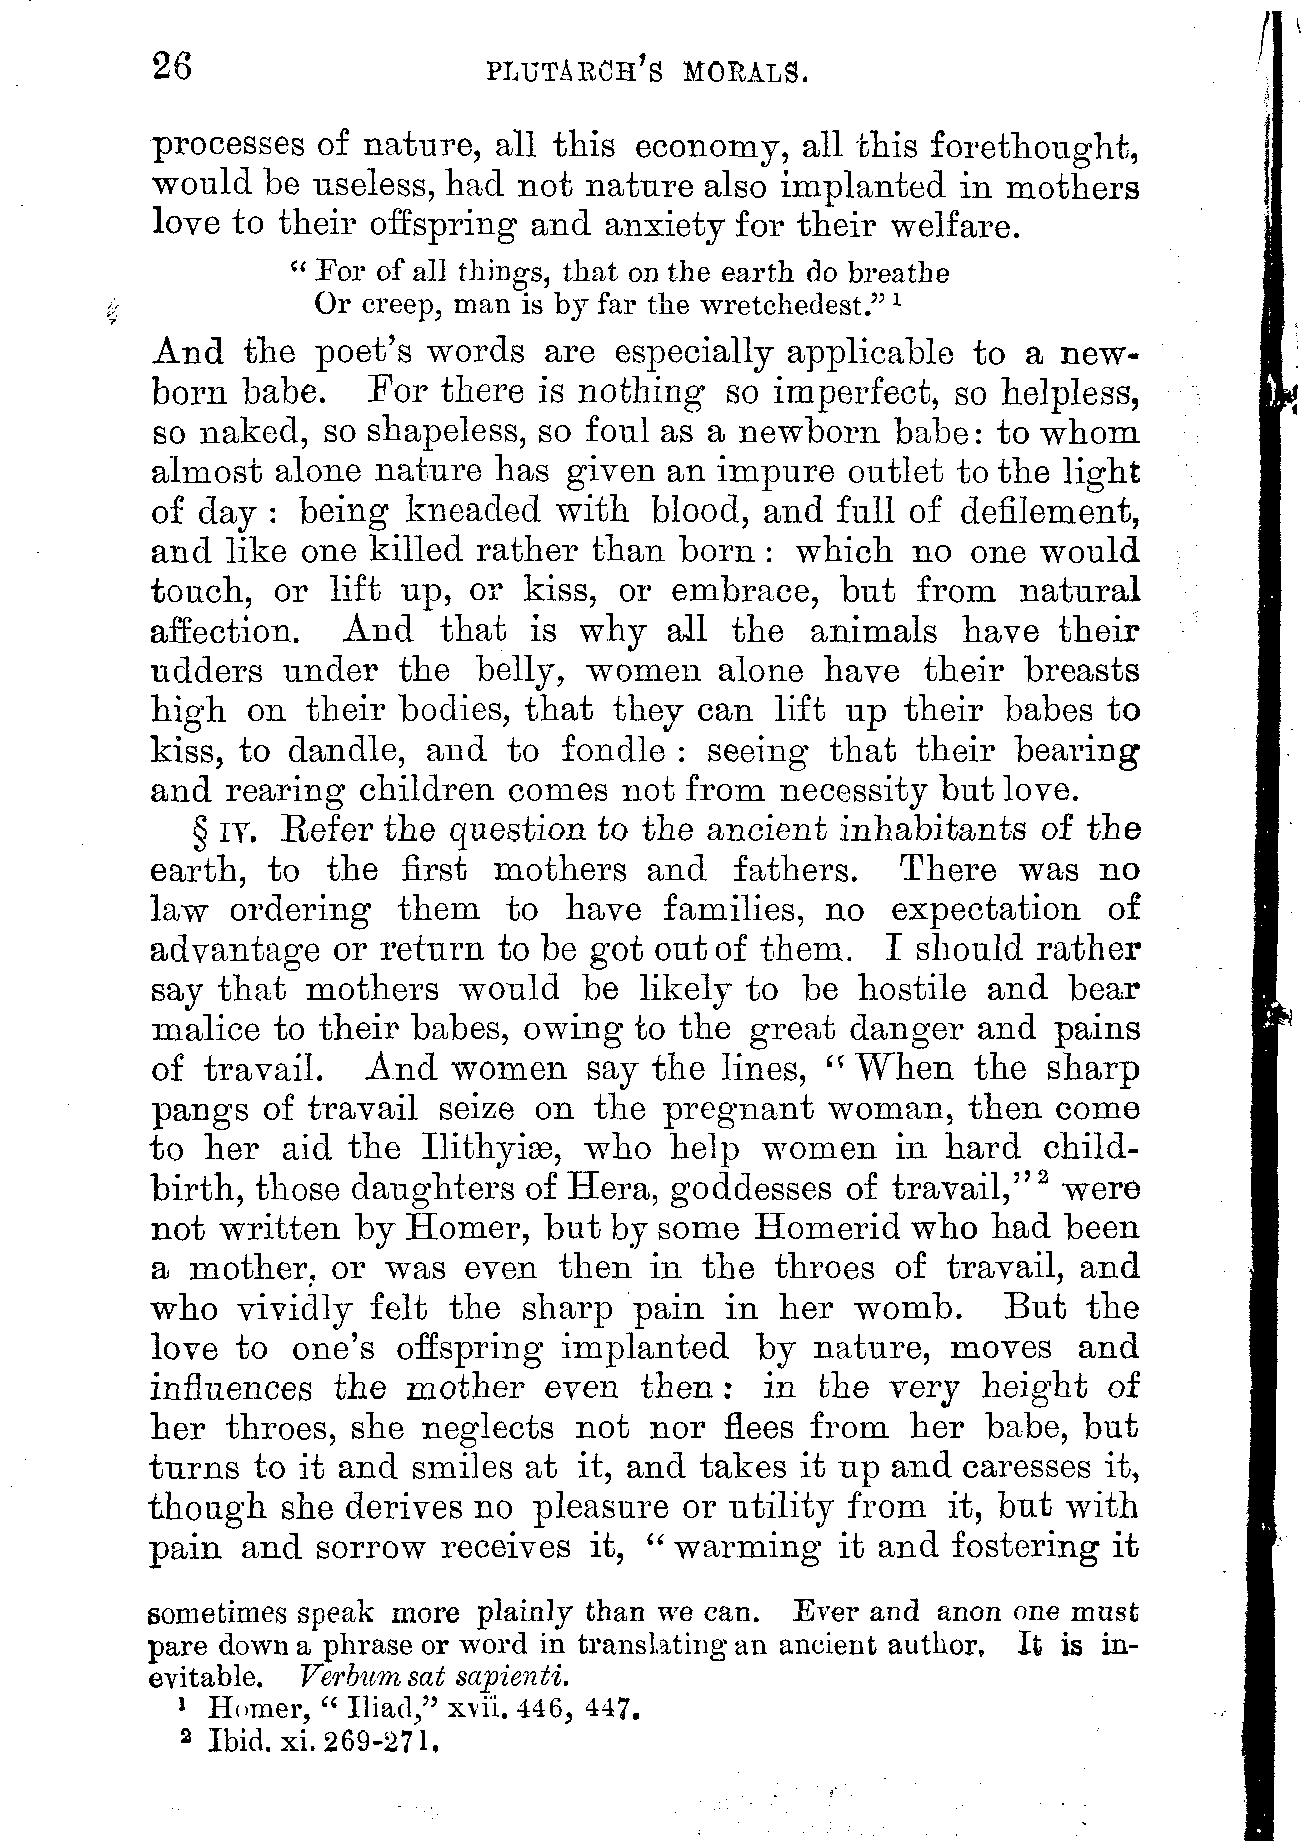 26
PLUTARCH'S MORALS.
processes of nature, all this economy, all this forethought,
would be useless, had not nature also implanted in mothers
love to their offspring and anxiety for their welfare.
“ For of all things, that on the earth do breathe
Or creep, man is by far the wretchedest.” ¹
And the poet's words are especially applicable to a new-
born babe. For there is nothing so imperfect, so helpless,
so naked, so shapeless, so foul as a newborn babe: to whom
almost alone nature has given an impure outlet to the light
of day : being kneaded with blood, and full of defilement,
and like one killed rather than born : which no one would
touch, or lift up, or kiss, or embrace, but from natural
affection. And that is why all the animals have their
udders under the belly, women alone have their breasts
high on their bodies, that they can lift up their babes to
kiss, to dandle, and to fondle : seeing that their bearing
and rearing children comes not from necessity but love.
§ IV. Refer the question to the ancient inhabitants of the
earth, to the first mothers and fathers. There was no
law ordering them to have families, no expectation of
advantage or return to be got out of them. I should rather
say that mothers would be likely to be hostile and bear
malice to their babes, owing to the great danger and pains
of travail. And women say the lines, “ When the sharp
pangs of travail seize on the pregnant woman, then come
to her aid the Ilithyiæ, who help women in hard child-
birth, those daughters of Hera, goddesses of travail,” ² were
not written by Homer, but by some Homerid who had been
a mother, or was even then in the throes of travail, and
who vividly felt the sharp pain in her womb. But the
love to one's offspring implanted by nature, moves and
influences the mother even then : in the very height of
her throes, she neglects not nor flees from her babe, but
turns to it and smiles at it, and takes it up and caresses it,
though she derives no pleasure or utility from it, but with
pain and sorrow receives it, “ warming it and fostering it
sometimes speak more plainly than we can. Ever and anon one must
pare down a phrase or word in translating an ancient author. It is in-
evitable. Verbum sat sapienti.
¹ Homer, “ Iliad,” xvii. 446, 447.
² Ibid. xi. 269-271.